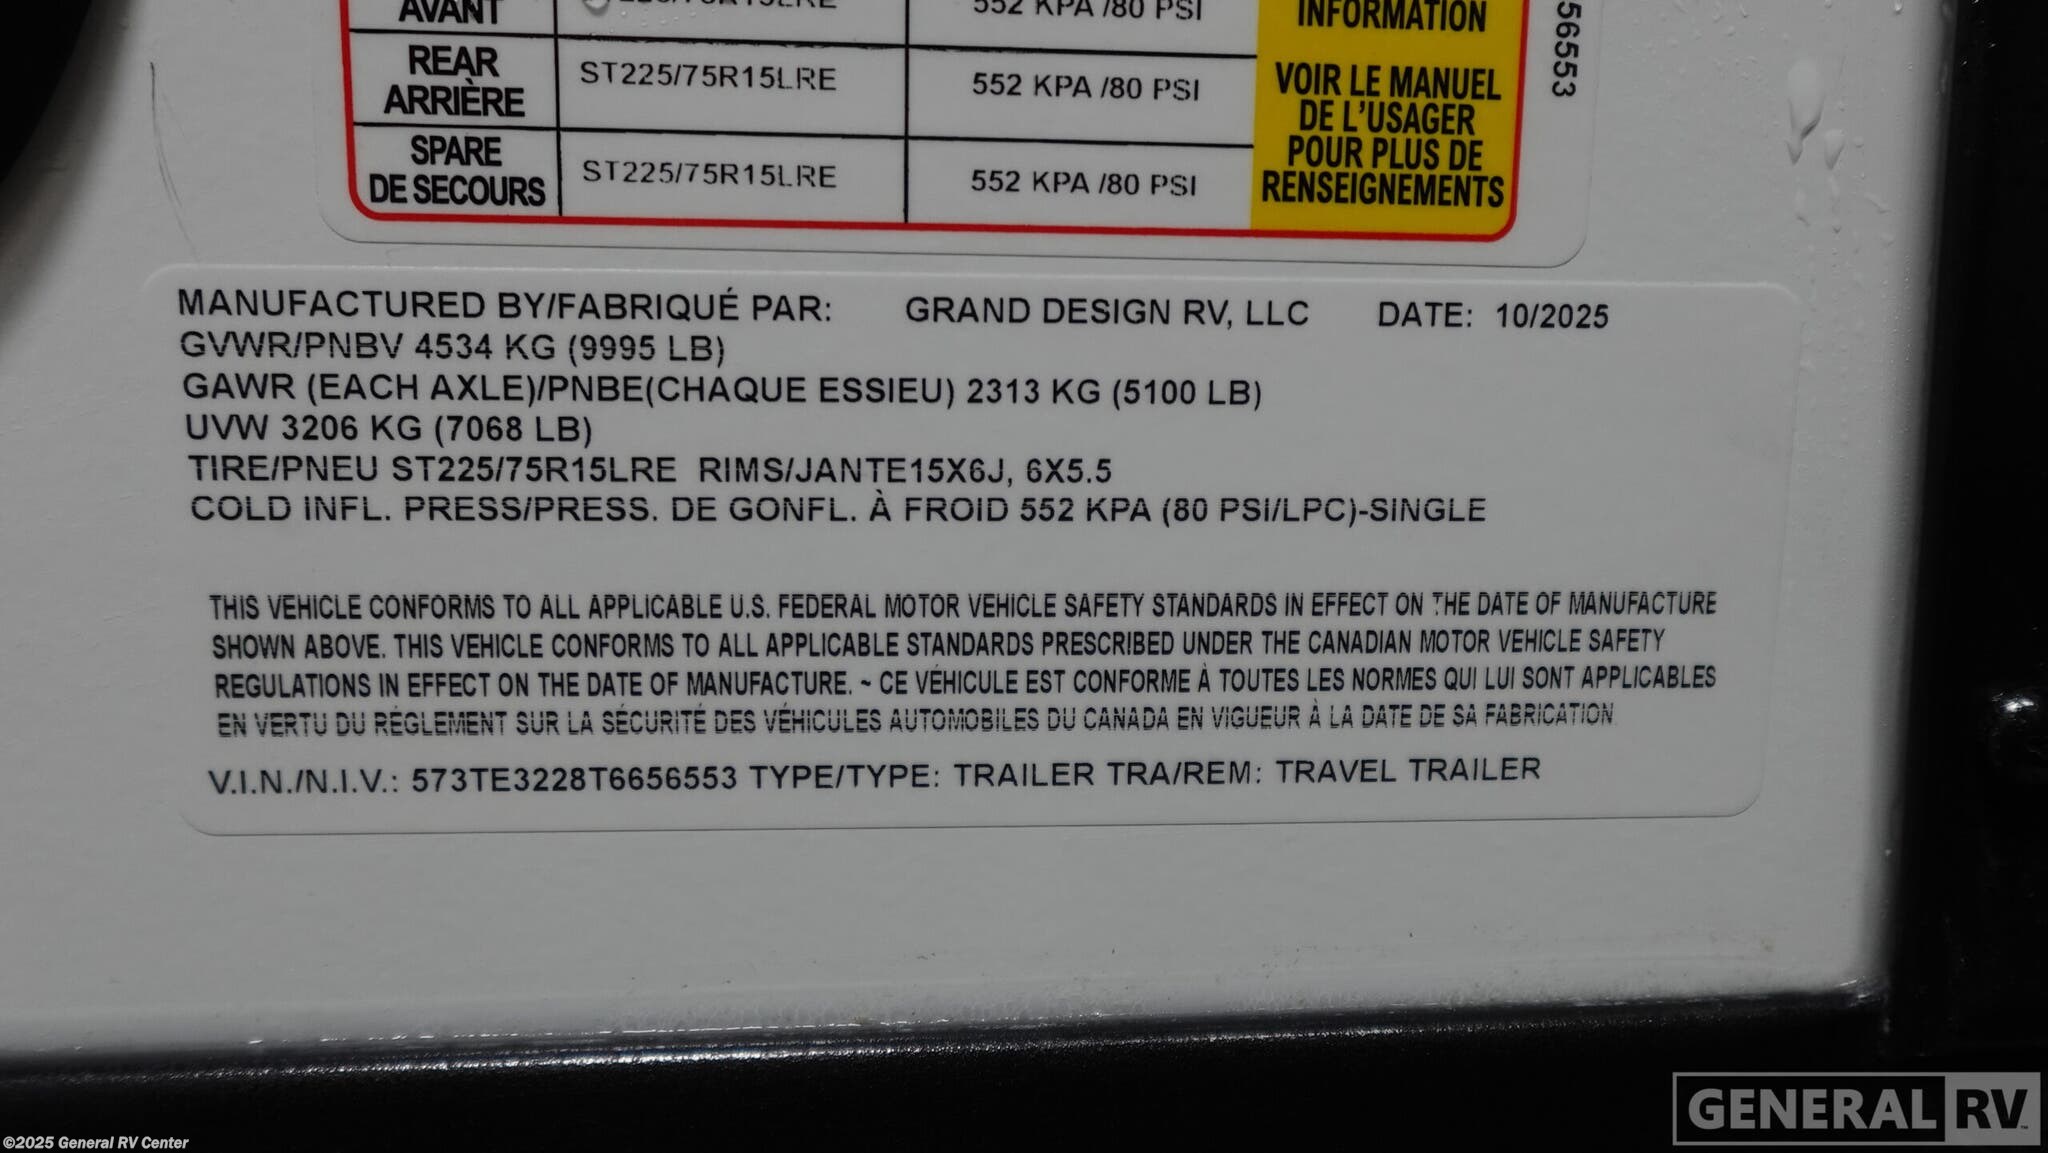 AVANT
552 KPA /80 PSI
INFORMATION
REAR
ARRIÈRE
ST225/75R15LRE
552 KPA /80 PSI
VOIR LE MANUEL
DE L'USAGER
POUR PLUS DE
RENSEIGNEMENTS
SPARE
DE SECOURS
ST225/75R15LRE
552 KPA /80 PSI
56553
MANUFACTURED BY/FABRIQUÉ PAR: GRAND DESIGN RV, LLC DATE: 10/2025
GVWR/PNBV 4534 KG (9995 LB)
GAWR (EACH AXLE)/PNBE(CHAQUE ESSIEU) 2313 KG (5100 LB)
UVW 3206 KG (7068 LB)
TIRE/PNEU ST225/75R15LRE RIMS/JANTE15X6J, 6X5.5
COLD INFL. PRESS/PRESS. DE GONFL. À FROID 552 KPA (80 PSI/LPC)-SINGLE
THIS VEHICLE CONFORMS TO ALL APPLICABLE U.S. FEDERAL MOTOR VEHICLE SAFETY STANDARDS IN EFFECT ON THE DATE OF MANUFACTURE
SHOWN ABOVE. THIS VEHICLE CONFORMS TO ALL APPLICABLE STANDARDS PRESCRIBED UNDER THE CANADIAN MOTOR VEHICLE SAFETY
REGULATIONS IN EFFECT ON THE DATE OF MANUFACTURE. ~ CE VÉHICULE EST CONFORME À TOUTES LES NORMES QUI LUI SONT APPLICABLES
EN VERTU DU RÈGLEMENT SUR LA SÉCURITÉ DES VÉHICULES AUTOMOBILES DU CANADA EN VIGUEUR À LA DATE DE SA FABRICATION
V.I.N./N.I.V.: 573TE3228T6656553 TYPE/TYPE: TRAILER TRA/REM: TRAVEL TRAILER
GENERAL RV
©2025 General RV Center